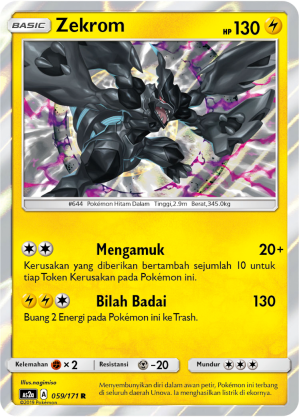 BASIC Zekrom HP 130
#644 Pokémon Hitam Dalam Tinggi,2.9m Berat,345.0kg
Mengamuk 20+
Kerusakan yang diberikan bertambah sejumlah 10 untuk
tiap Token Kerusakan pada Pokémon ini.
Bilah Badai 130
Buang 2 Energi pada Pokémon ini ke Trash.
Kelemahan × 2 Resistansi -20 Mundur
Illus.nagimiso
AS2a A 059/171 R
©2019 Pokémon
Menyembunyikan diri dalam awan petir, Pokémon ini terbang
di seluruh daerah Unova. Ia menghasilkan listrik di ekornya.